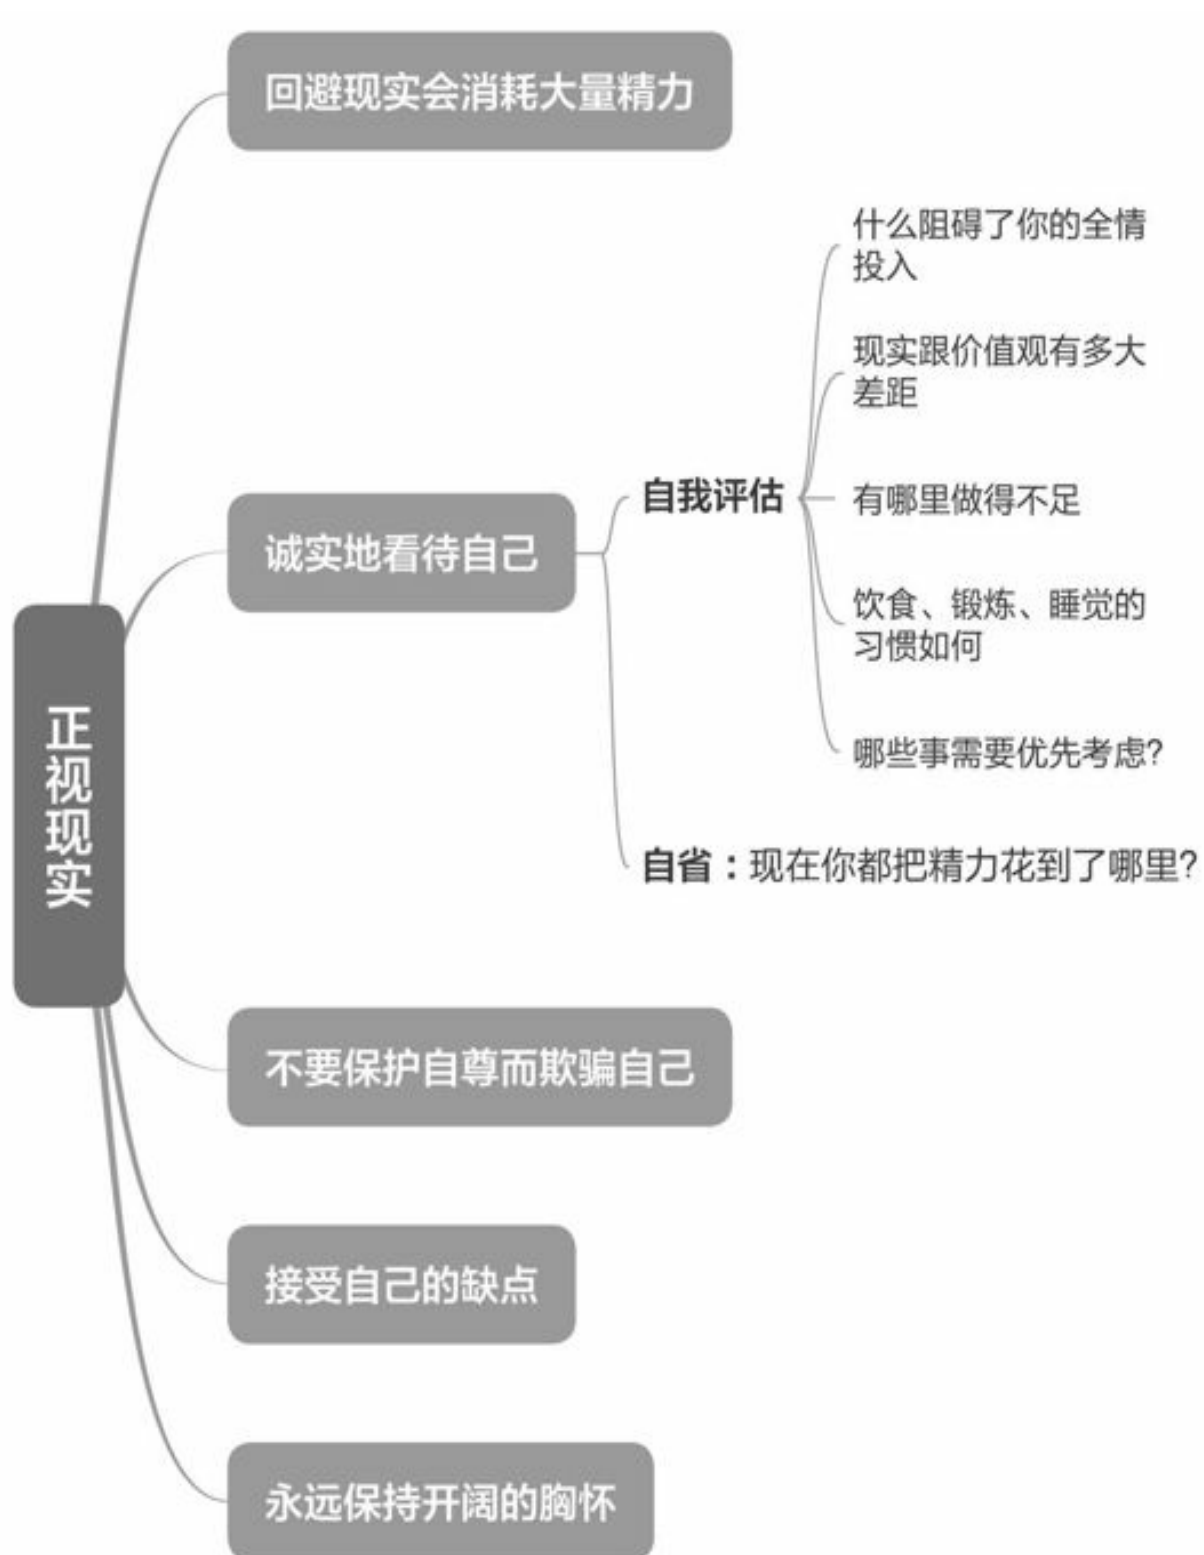 回避现实会消耗大量精力
什么阻碍了你的全情
投入
现实跟价值观有多大
差距
自我评估
有哪里做得不足
诚实地看待自己
饮食、锻炼、睡觉的
习惯如何
哪些事需要优先考虑?
正视现实
自省：现在你都把精力花到了哪里?
不要保护自尊而欺骗自己
接受自己的缺点
永远保持开阔的胸怀